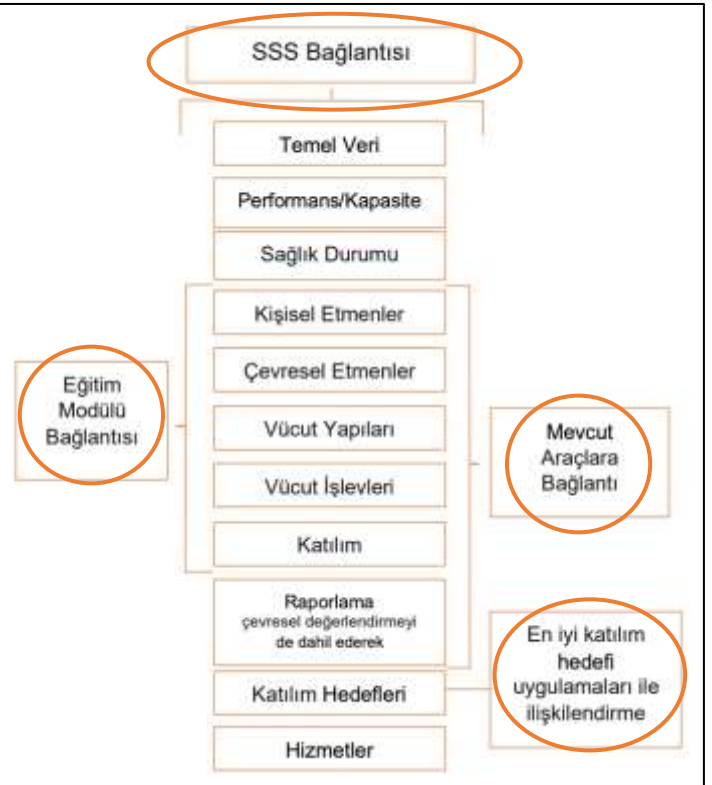 SSS Bağlantısı
Temel Veri
Performans/Kapasite
Sağlık Durumu
Kişisel Etmenler
Çevresel Etmenler
Vücut Yapıları
Vücut İşlevleri
Katılım
Raporlama
çevresel değerlendirmeyi
de dahil ederek
Katılım Hedefleri
Hizmetler
Eğitim
Modülü
Bağlantısı
Mevcut
Araçlara
Bağlantı
En iyi katılım
hedefi
uygulamaları ile
ilişkilendirme